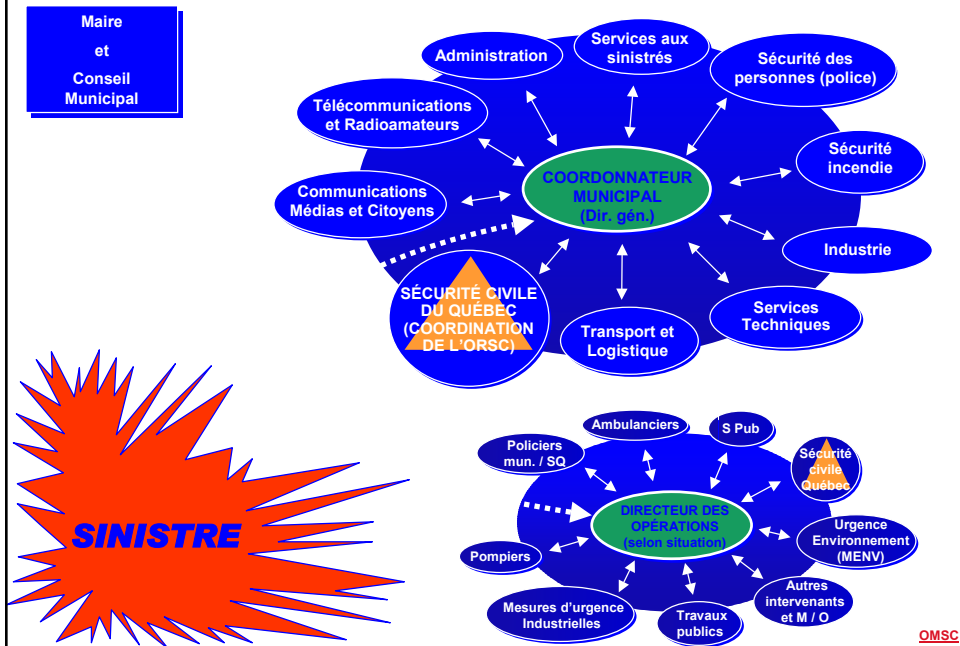 Maire
et
Conseil
Municipal
Administration
Services aux
sinistrés
Sécurité des
personnes (police)
Télécommunications
et Radioamateurs
Sécurité
incendie
COORDONNATEUR
MUNICIPAL
(Dir. gén.)
Communications
Médias et Citoyens
Industrie
SÉCURITÉ CIVILE
DU QUÉBEC
(COORDINATION
DE L'ORSC)
Transport et
Logistique
Services
Techniques
SINISTRE
Ambulanciers
S Pub
Policiers
mun. / SQ
Sécurité
civile
Québec
DIRECTEUR DES
OPÉRATIONS
(selon situation)
Urgence
Environnement
(MENV)
Pompiers
Mesures d'urgence
Industrielles
Travaux
publics
Autres
intervenants
et M / O
OMSC